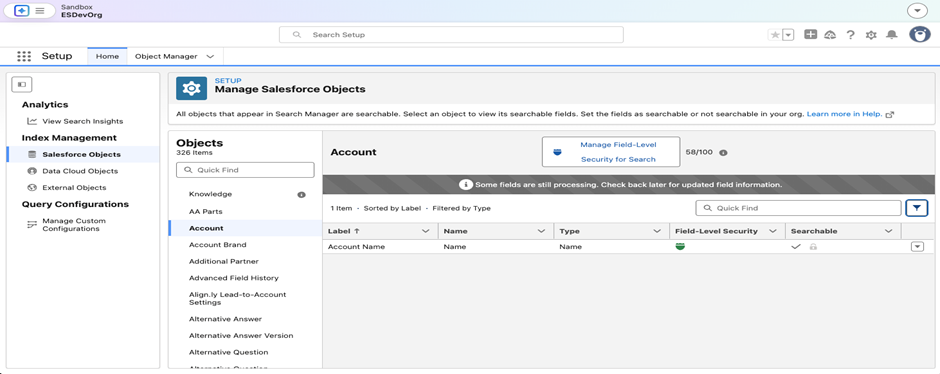 Sandbox
ESDevOrg
Search Setup
Setup
Home
Object Manager
Analytics
View Search Insights
Index Management
Salesforce Objects
Data Cloud Objects
External Objects
Query Configurations
Manage Custom
Configurations
SETUP
Manage Salesforce Objects
All objects that appear in Search Manager are searchable. Select an object to view its searchable fields. Set the fields as searchable or not searchable in your org. Learn more in Help.
Objects
326 Items
Quick Find
Knowledge
AA Parts
Account
Account Brand
Additional Partner
Advanced Field History
Align.ly Lead-to-Account
Settings
Alternative Answer
Alternative Answer Version
Alternative Question
Account
Manage Field-Level
Security for Search
58/100
Some fields are still processing. Check back later for updated field information.
1 Item • Sorted by Label • Filtered by Type
Quick Find
Label ↑ Name Type Field-Level Security Searchable
Account Name Name Name